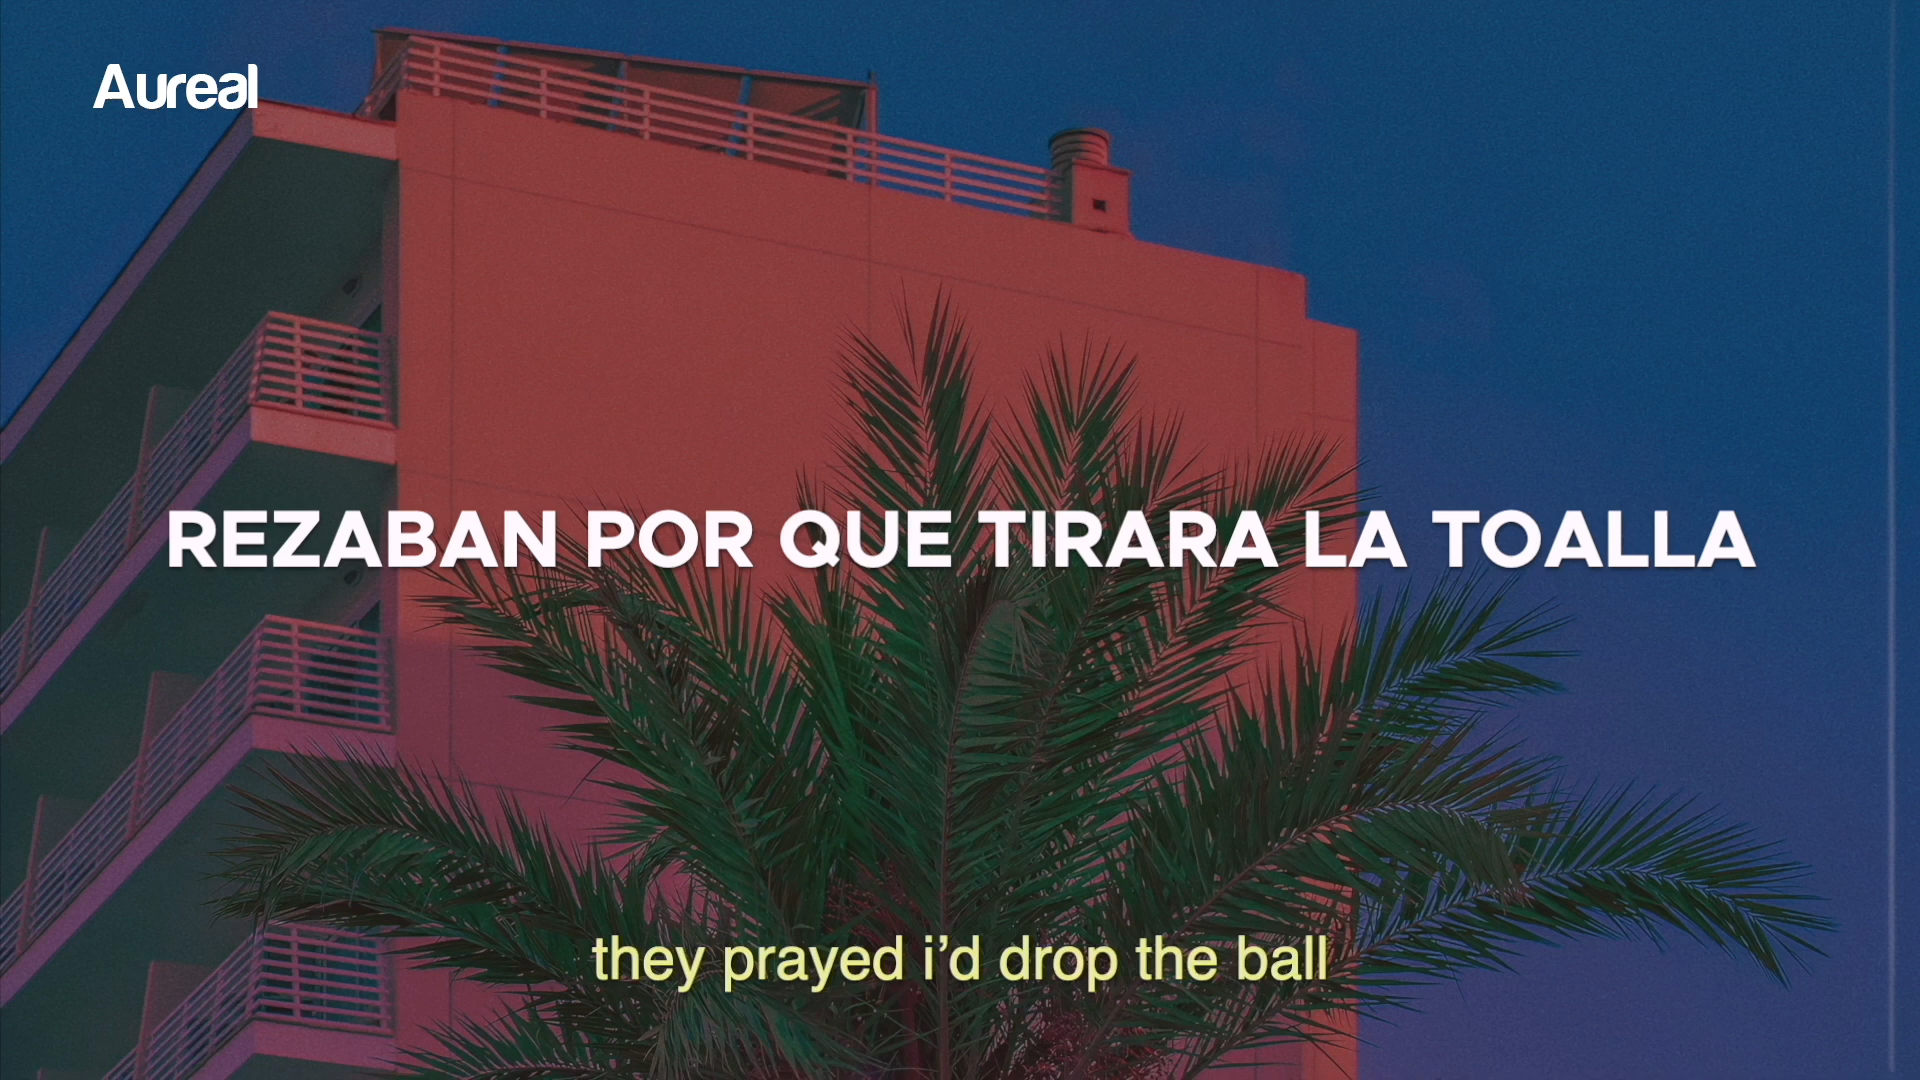 Aureal
REZABAN POR QUE TIRARA LA TOALLA
they prayed i’d drop the ball